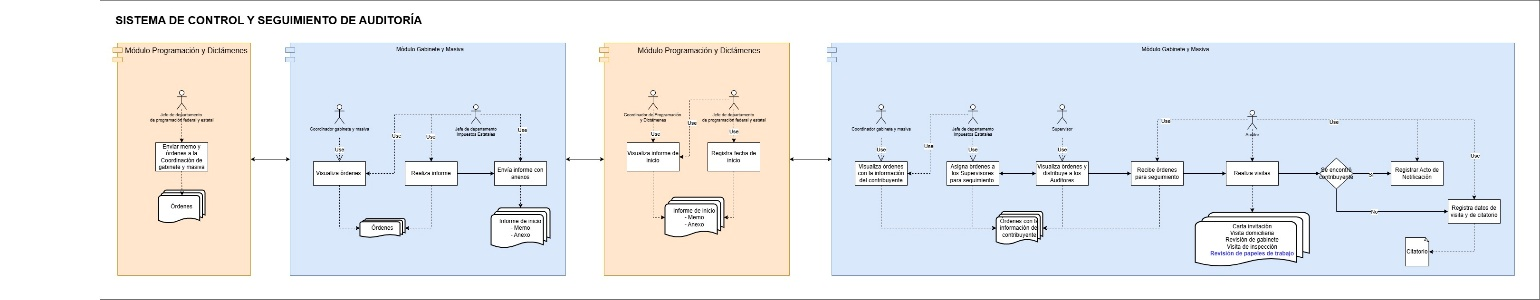 SISTEMA DE CONTROL Y SEGUIMIENTO DE AUDITORÍA
Módulo Programación y Dictámenes
Jefe de departamento
de programación federal y estatal
Enviar memo y
órdenes a la
Coordinación de
gabinete y masiva
Órdenes
Módulo Gabinete y Masiva
Coordinador gabinete y masiva
Jefe de departamento
Impuestos Estatales
Use
Use
Use
Use
Visualiza órdenes
Realiza informe
Envía informe con
anexos
Órdenes
Informe de inicio
- Memo
- Anexo
Módulo Programación y Dictámenes
Coordinador de Programación
y Dictámenes
Jefe de departamento
de programación federal y estatal
Use
Use
Use
Visualiza informe de
inicio
Registra fecha de
inicio
Informe de inicio
- Memo
- Anexo
Módulo Gabinete y Masiva
Coordinador gabinete y masiva
Jefe de departamento
Impuestos Estatales
Supervisor
Auditor
Use
Use
Use
Use
Use
Use
Use
Visualiza órdenes
con la información
del contribuyente
Asigna órdenes a
los Supervisores
para seguimiento
Visualiza órdenes y
distribuye a los
Auditores
Recibe órdenes
para seguimiento
Realiza visitas
Se encontró
contribuyente
Si
No
Registrar Acto de
Notificación
Registra datos de
visita y de citatorio
Órdenes con la
información del
contribuyente
Carta invitación
Visita domiciliaria
Revisión de gabinete
Visita de inspección
Revisión de papeles de trabajo
Citatorio